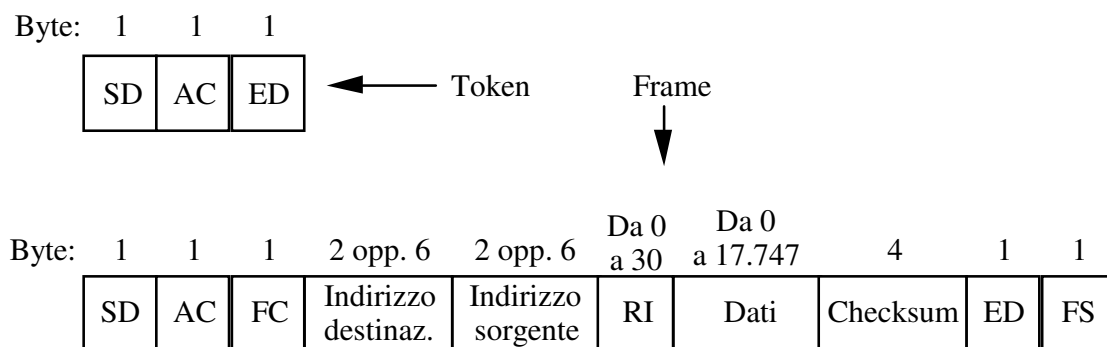 Byte: 1 1 1
SD AC ED Token Frame
Da 0 Da 0
Byte: 1 1 1 2 opp. 6 2 opp. 6 a 30 a 17.747 4 1 1
SD AC FC Indirizzo destinaz. Indirizzo sorgente RI Dati Checksum ED FS